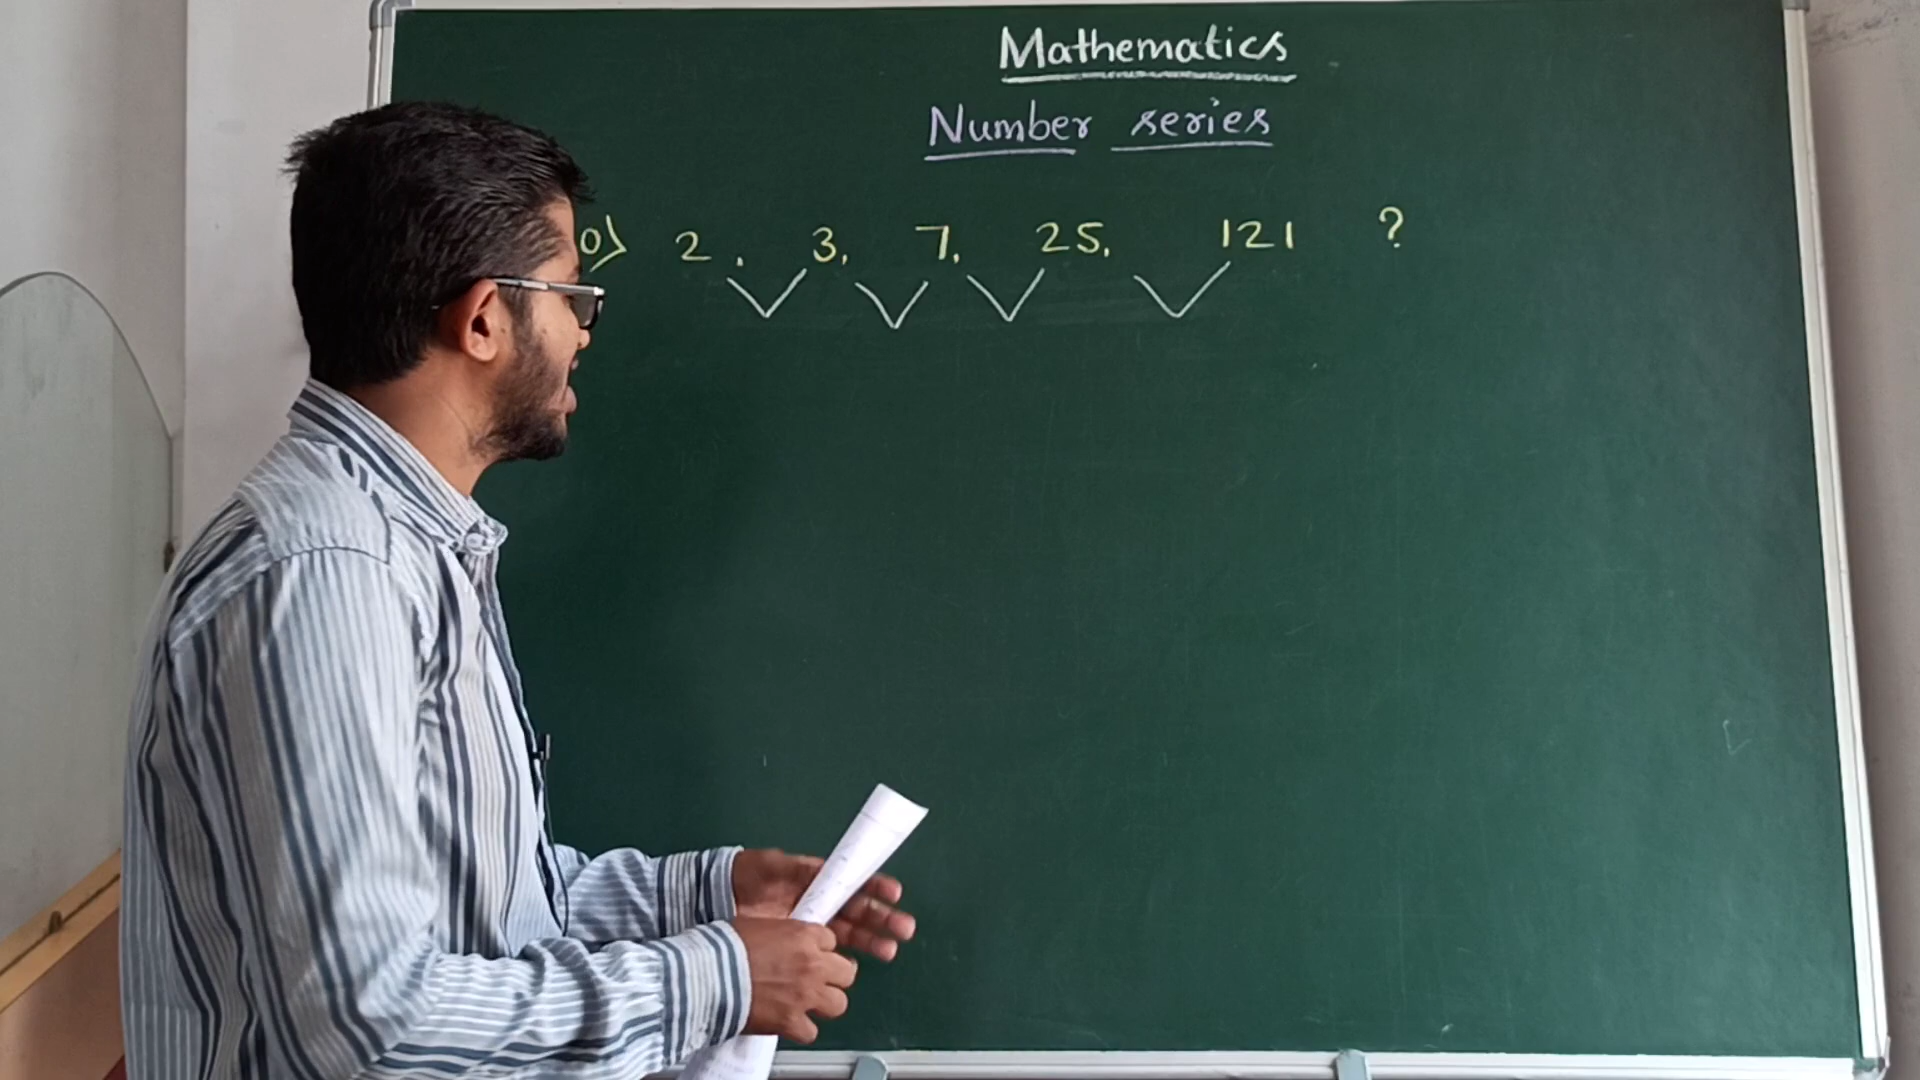 Mathematics
Number series
0) 2. 3, 7, 25, 121 ?